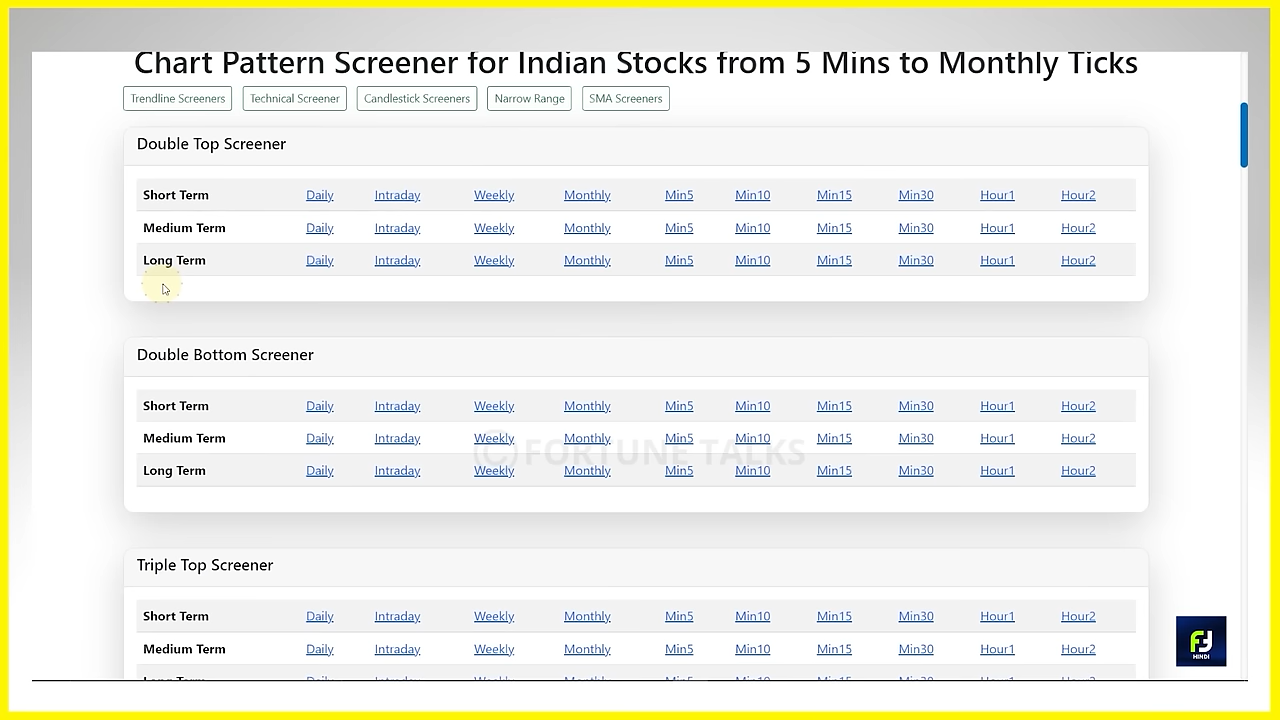 Chart Pattern Screener for Indian Stocks from 5 Mins to Monthly Ticks
Trendline Screeners Technical Screener Candlestick Screeners Narrow Range SMA Screeners
Double Top Screener
Short Term Daily Intraday Weekly Monthly Min5 Min10 Min15 Min30 Hour1 Hour2
Medium Term Daily Intraday Weekly Monthly Min5 Min10 Min15 Min30 Hour1 Hour2
Long Term Daily Intraday Weekly Monthly Min5 Min10 Min15 Min30 Hour1 Hour2
Double Bottom Screener
Short Term Daily Intraday Weekly Monthly Min5 Min10 Min15 Min30 Hour1 Hour2
Medium Term Daily Intraday Weekly Monthly Min5 Min10 Min15 Min30 Hour1 Hour2
© FORTUNE TALKS
Long Term Daily Intraday Weekly Monthly Min5 Min10 Min15 Min30 Hour1 Hour2
Triple Top Screener
Short Term Daily Intraday Weekly Monthly Min5 Min10 Min15 Min30 Hour1 Hour2
Medium Term Daily Intraday Weekly Monthly Min5 Min10 Min15 Min30 Hour1 Hour2
HINDI